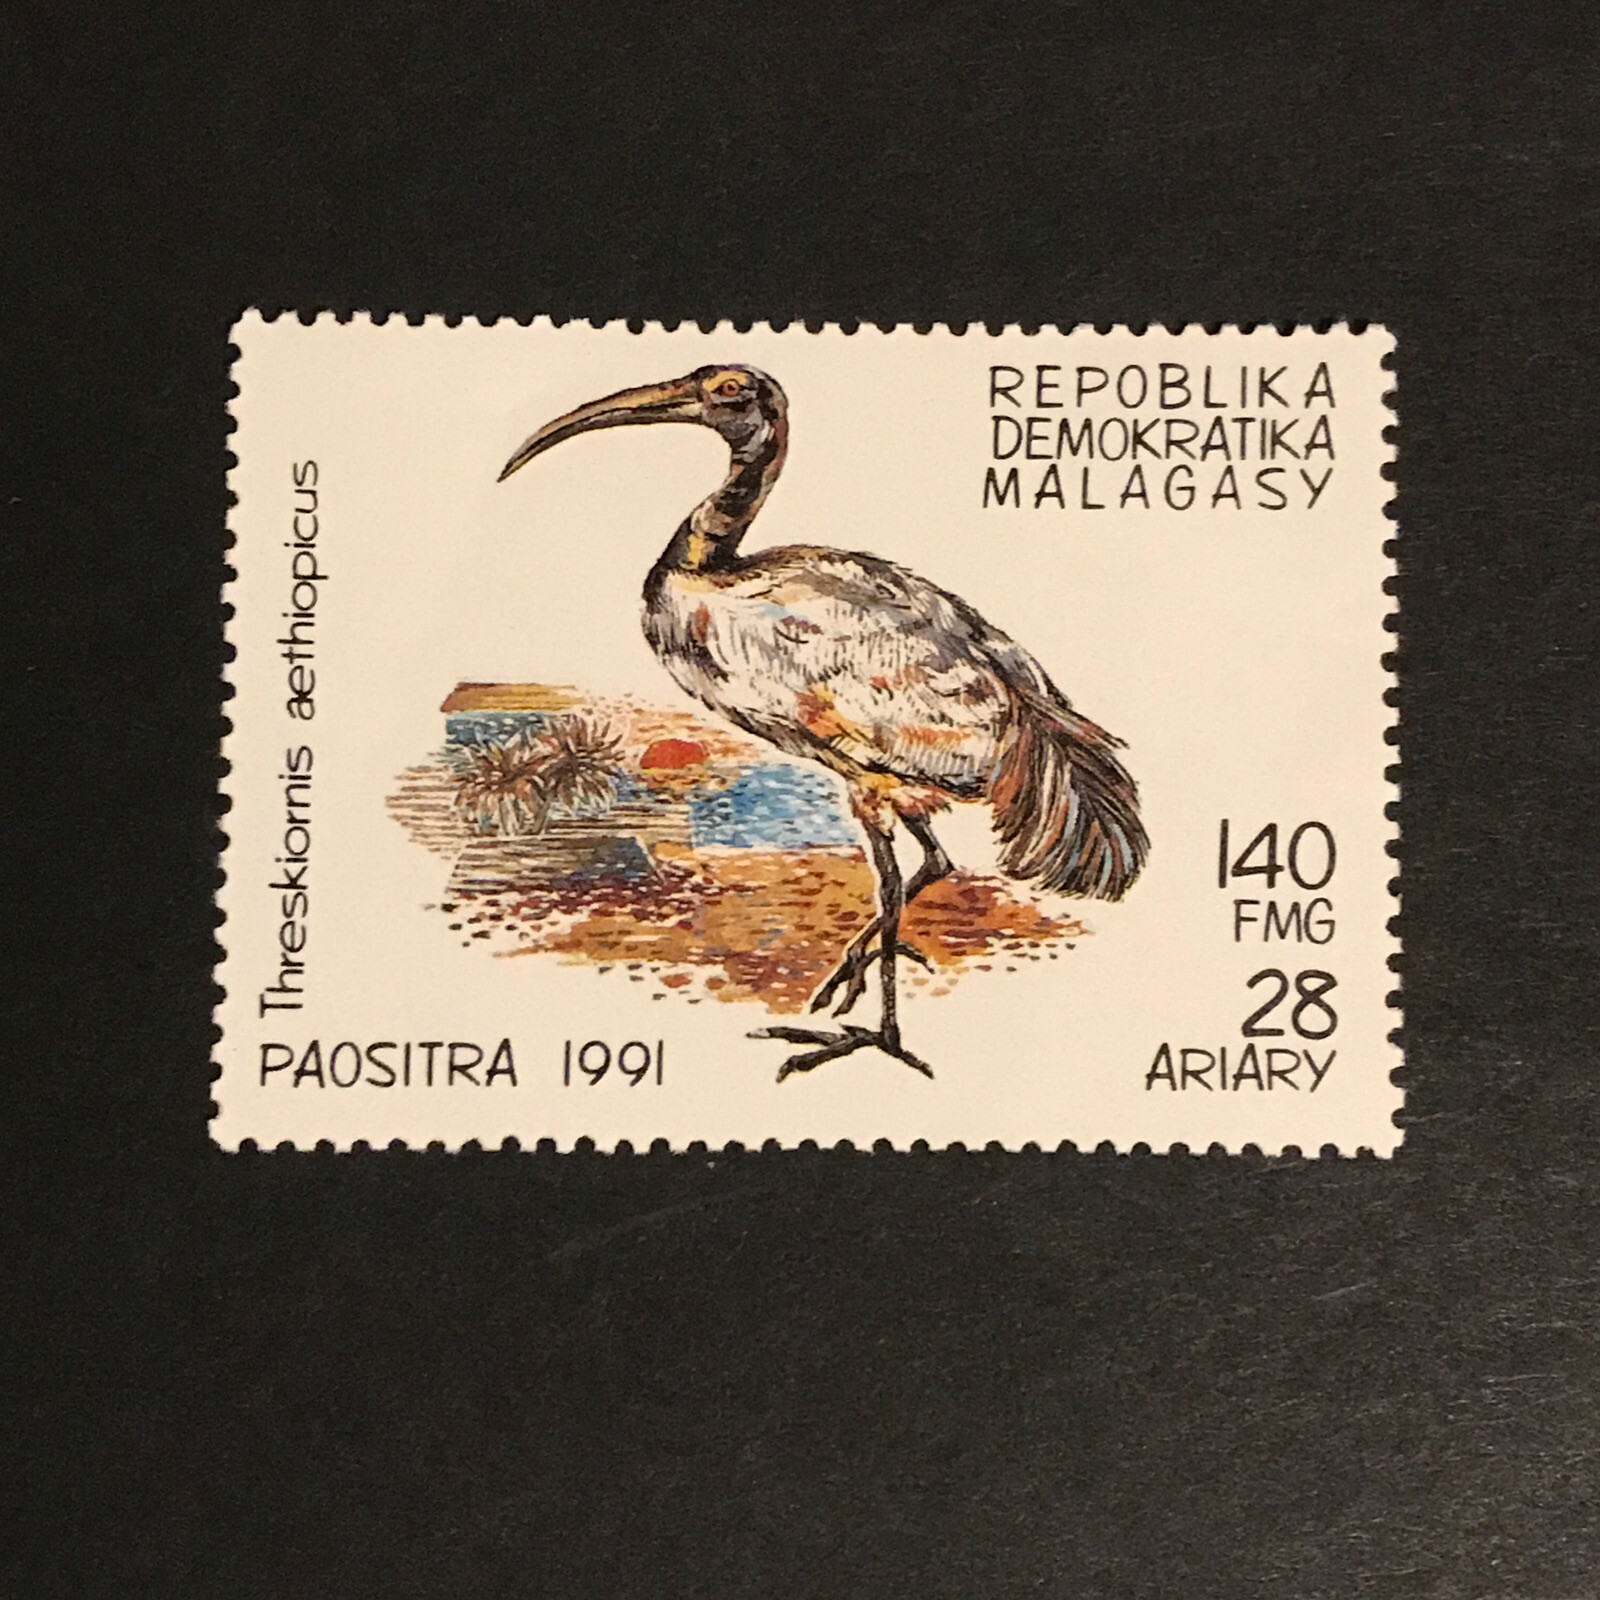 REPOBLIKA
DEMOKRATIKA
MALAGASY
Threskiornis æthiopicus
140
FMG
28
ARIARY
PAOSITRA 1991